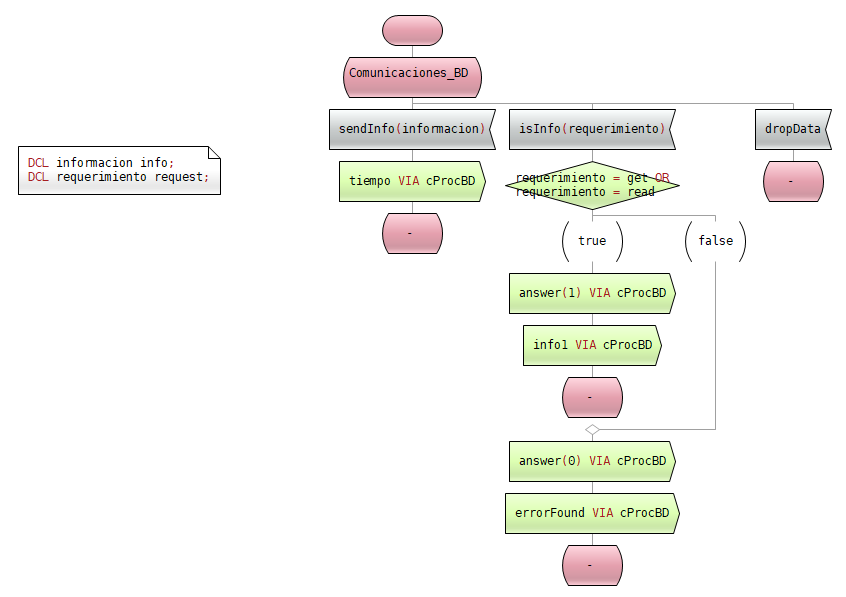 Comunicaciones_BD
sendInfo(informacion)
isInfo(requerimiento)
dropData
DCL informacion info;
DCL requerimiento request;
tiempo VIA cProcBD
requerimiento = get OR
requerimiento = read
-
-
true
false
answer(1) VIA cProcBD
info1 VIA cProcBD
-
answer(0) VIA cProcBD
errorFound VIA cProcBD
-